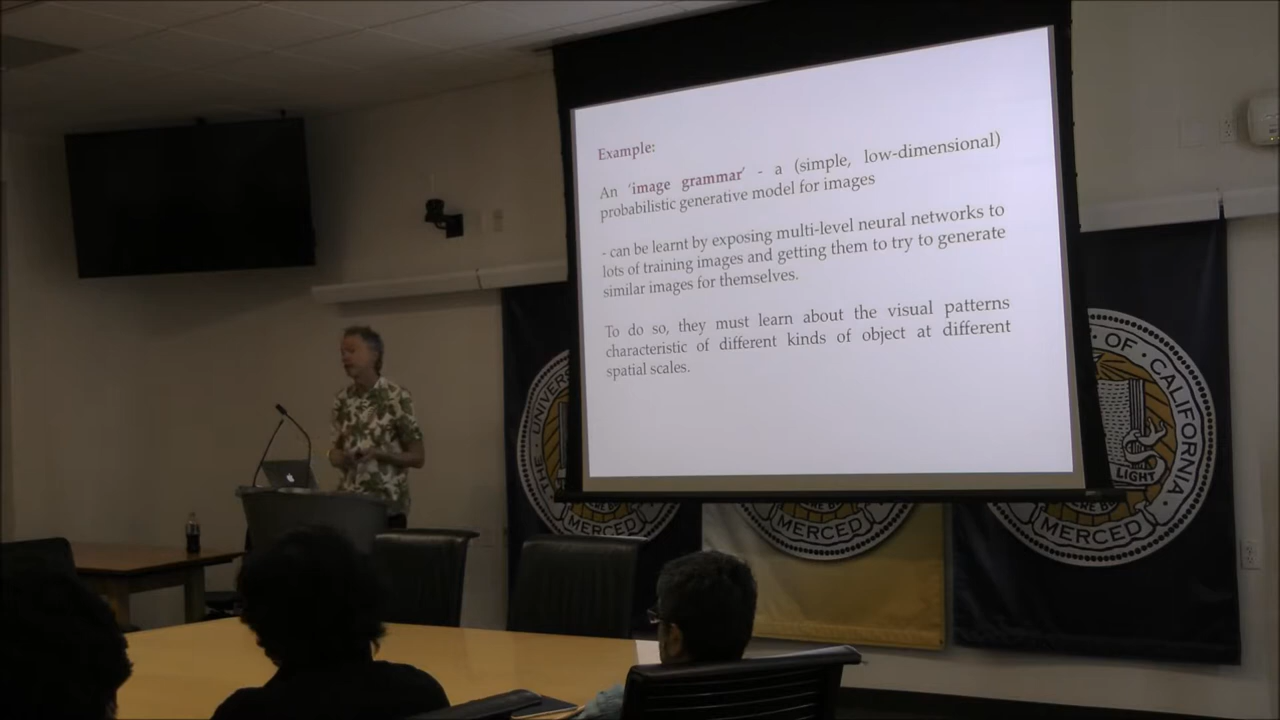 Example:
An 'image grammar' - a (simple, low-dimensional)
probabilistic generative model for images
- can be learnt by exposing multi-level neural networks to
lots of training images and getting them to try to generate
similar images for themselves.
To do so, they must learn about the visual patterns
characteristic of different kinds of object at different
spatial scales.
THE UNIVERS
MERCED
MERCED
OF · CALIFORNIA ·
LIGHT
MERCED